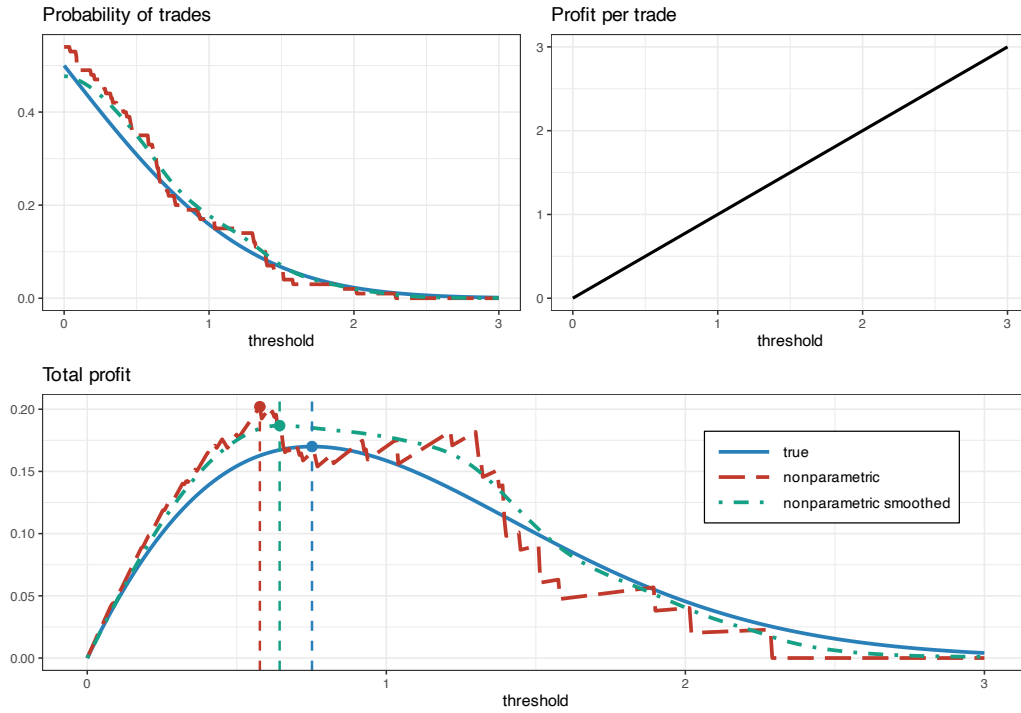 Probability of trades
0.4
0.2
0.0
0 1 2 3
threshold
Profit per trade
3
2
1
0
0 1 2 3
threshold
Total profit
0.20
0.15
0.10
0.05
0.00
true
nonparametric
nonparametric smoothed
0 1 2 3
threshold